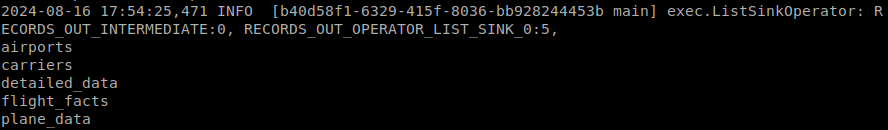 2024-08-16 17:54:25,471 INFO  [b40d58f1-6329-415f-8036-bb928244453b main] exec.ListSinkOperator: R
ECORDS_OUT_INTERMEDIATE:0, RECORDS_OUT_OPERATOR_LIST_SINK_0:5,
airports
carriers
detailed_data
flight_facts
plane_data